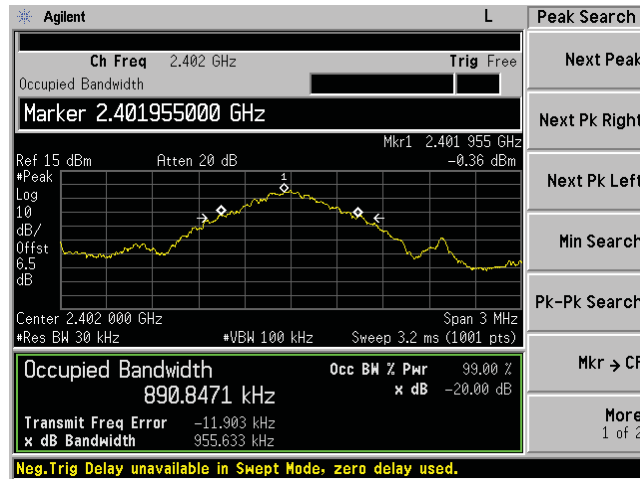 Agilent L Peak Search
Ch Freq 2.402 GHz Trig Free
Occupied Bandwidth
Marker 2.401955000 GHz
Mkr1 2.401 955 GHz
Ref 15 dBm Atten 20 dB -0.36 dBm
#Peak
Log
10
dB/
Offst
6.5
dB
1
Center 2.402 000 GHz Span 3 MHz
#Res BW 30 kHz #VBW 100 kHz Sweep 3.2 ms (1001 pts)
Occupied Bandwidth Occ BW % Pwr 99.00 %
890.8471 kHz x dB -20.00 dB
Transmit Freq Error -11.903 kHz
x dB Bandwidth 955.633 kHz
Neg.Trig Delay unavailable in Swept Mode, zero delay used.
Next Peak
Next Pk Right
Next Pk Left
Min Search
Pk-Pk Search
Mkr → CF
More
1 of 2